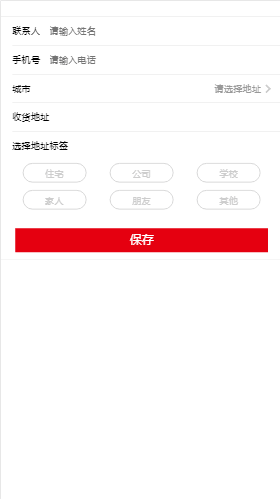 联系人 请输入姓名
手机号 请输入电话
城市 请选择地址
收货地址
选择地址标签
住宅 公司 学校
家人 朋友 其他
保存